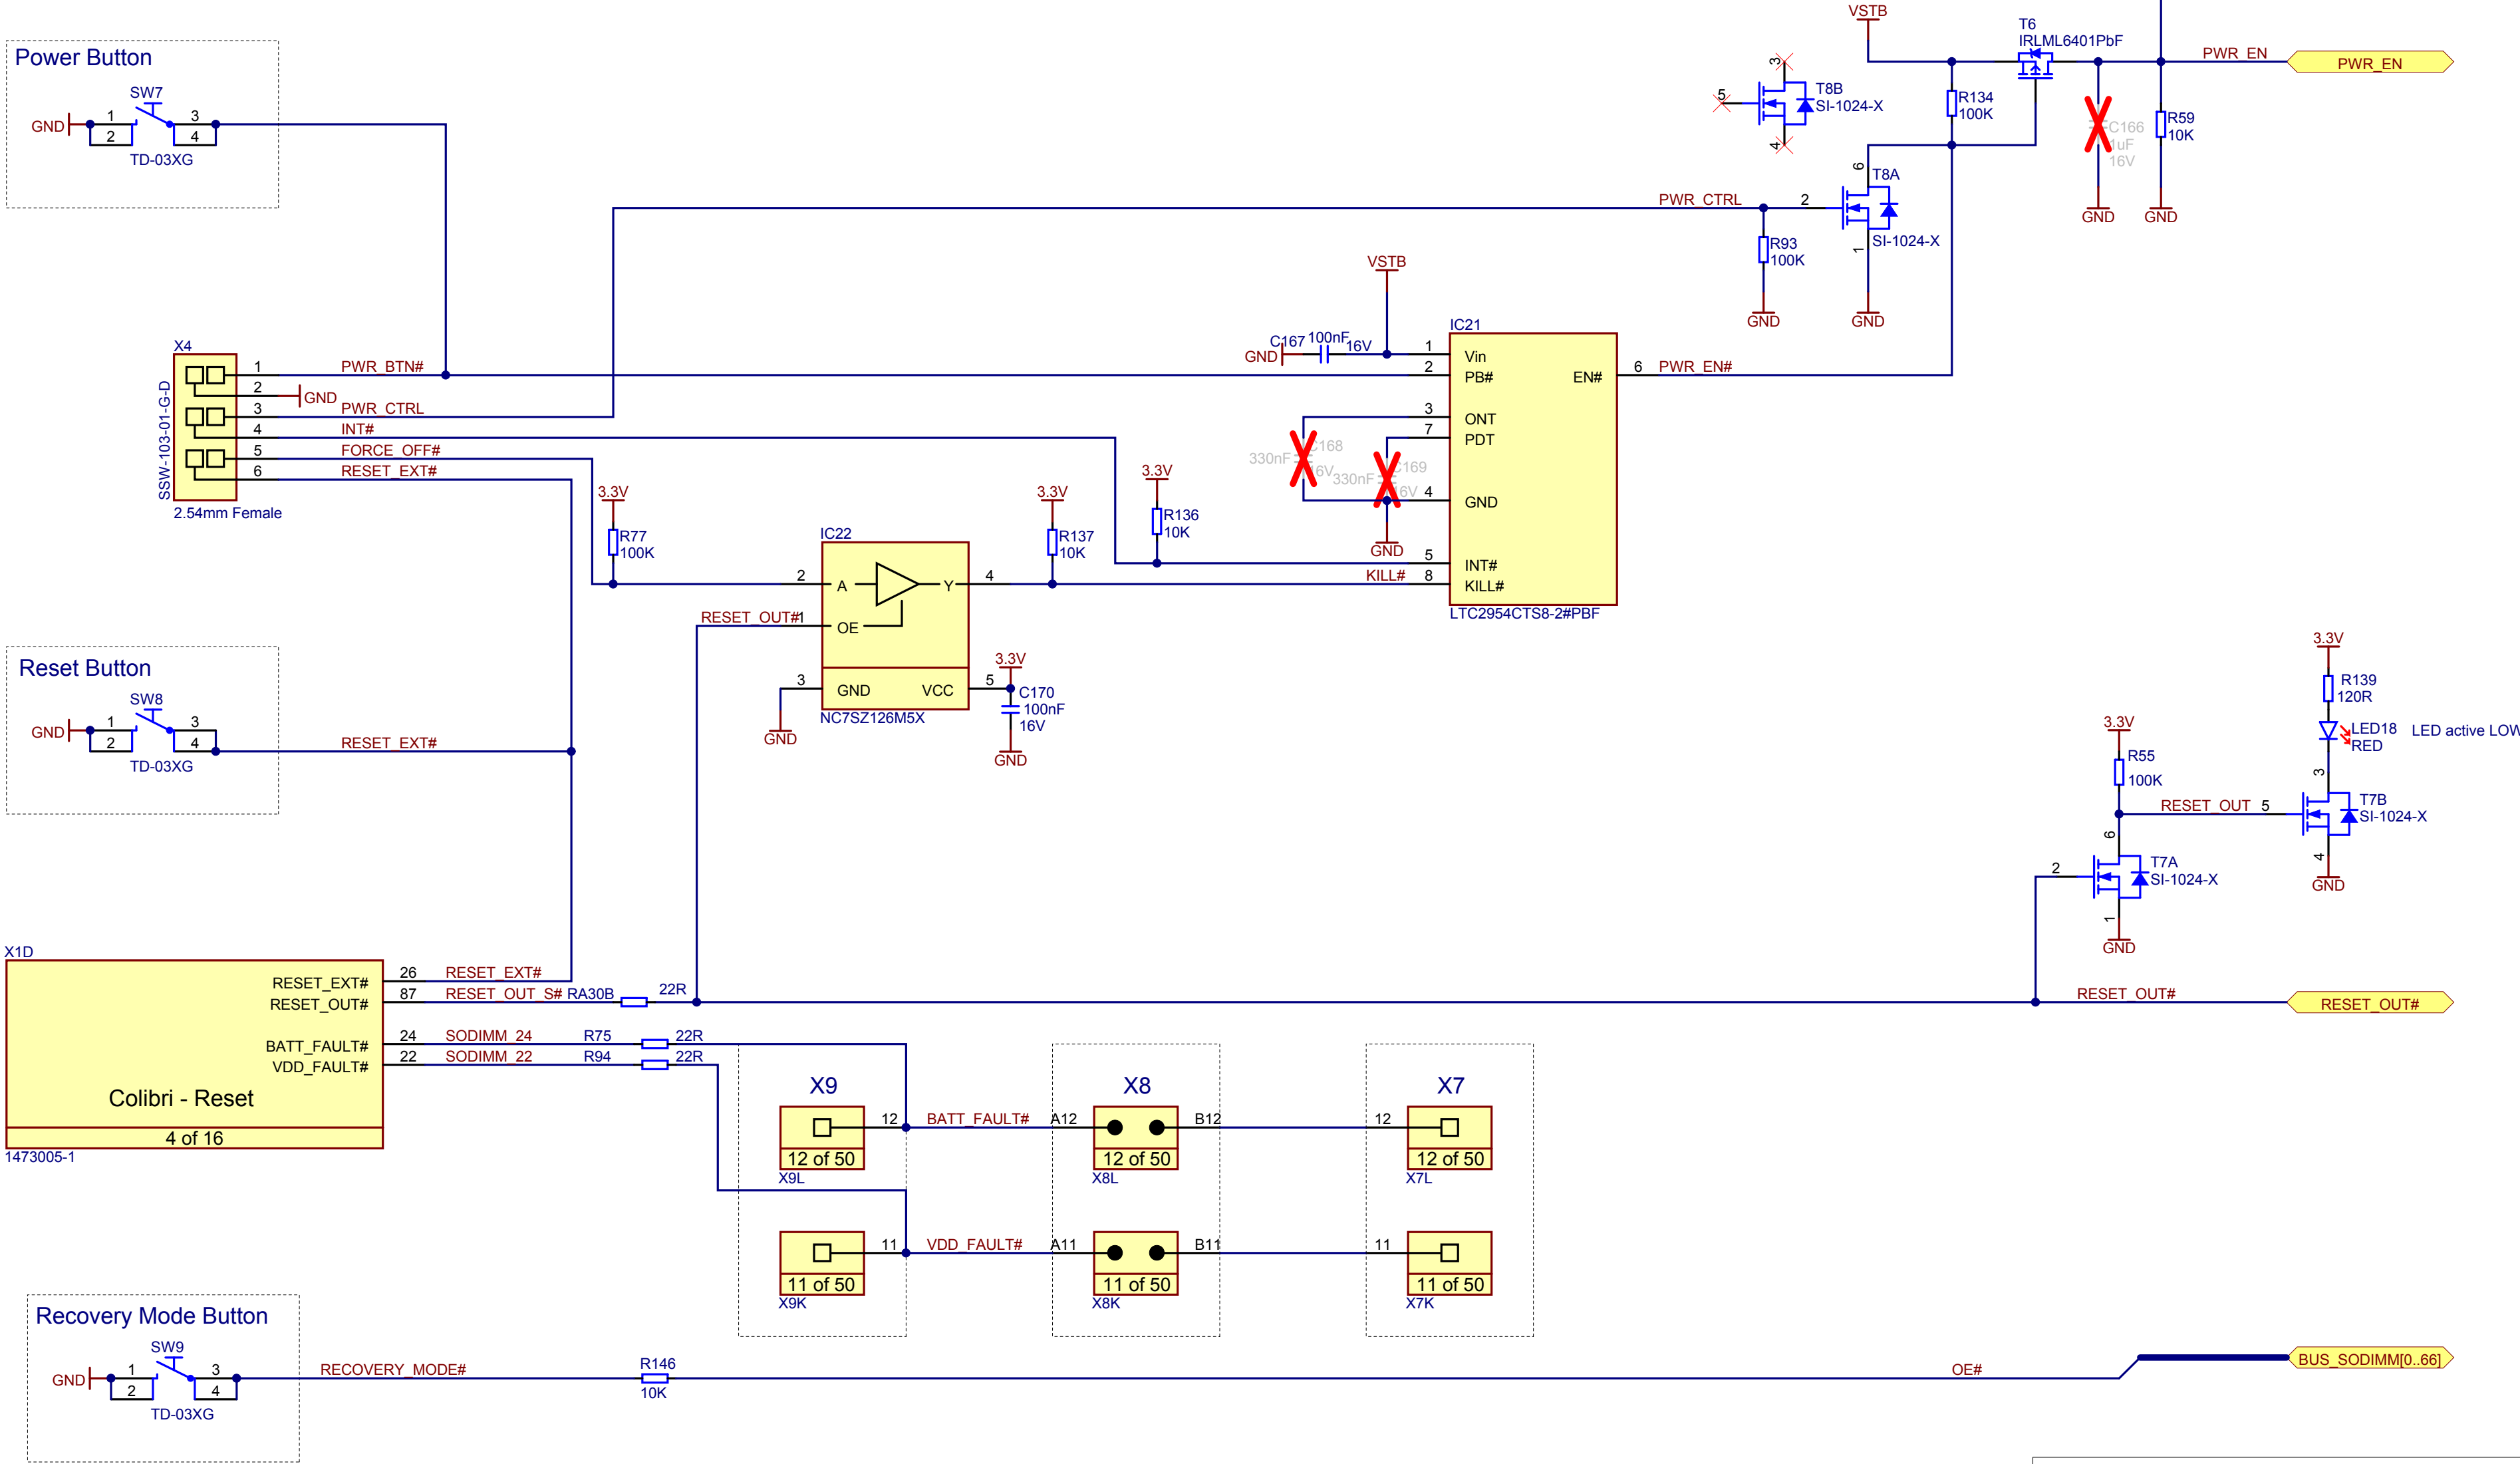 Power Button
SW7
GND
1
2
3
4
TD-03XG
VSTB
T6
IRLML6401PbF
PWR_EN
PWR_EN
3
5
4
T8B
SI-1024-X
R134
100K
C166
1uF
16V
R59
10K
GND
GND
6
T8A
PWR_CTRL
2
SI-1024-X
1
R93
100K
GND
GND
VSTB
X4
SSW-103-01-G-D
2.54mm Female
1
PWR_BTN#
2
GND
3
PWR_CTRL
4
INT#
5
FORCE_OFF#
6
RESET_EXT#
GND
C167
100nF
16V
IC21
1
Vin
2
PB#
EN#
6
PWR_EN#
3
ONT
7
PDT
4
GND
5
INT#
KILL#
8
KILL#
LTC2954CTS8-2#PBF
C168
330nF
16V
C169
330nF
16V
GND
3.3V
R77
100K
3.3V
R137
10K
3.3V
R136
10K
IC22
2
A
Y
4
RESET_OUT#
1
OE
3
GND
VCC
5
NC7SZ126M5X
GND
3.3V
C170
100nF
16V
GND
Reset Button
SW8
GND
1
2
3
4
TD-03XG
RESET_EXT#
3.3V
R139
120R
LED18
RED
LED active LOW
3.3V
R55
100K
RESET_OUT
5
3
T7B
SI-1024-X
4
GND
6
2
T7A
SI-1024-X
1
GND
X1D
RESET_EXT#
26
RESET_EXT#
RESET_OUT#
87
RESET_OUT_S#
RA30B
22R
RESET_OUT#
RESET_OUT#
BATT_FAULT#
24
SODIMM_24
R75
22R
VDD_FAULT#
22
SODIMM_22
R94
22R
Colibri - Reset
4 of 16
1473005-1
X9
X8
X7
12
BATT_FAULT#
A12
B12
12
12 of 50
12 of 50
12 of 50
X9L
X8L
X7L
11
VDD_FAULT#
A11
B11
11
11 of 50
11 of 50
11 of 50
X9K
X8K
X7K
Recovery Mode Button
SW9
GND
1
2
3
4
TD-03XG
RECOVERY_MODE#
R146
10K
OE#
BUS_SODIMM[0..66]